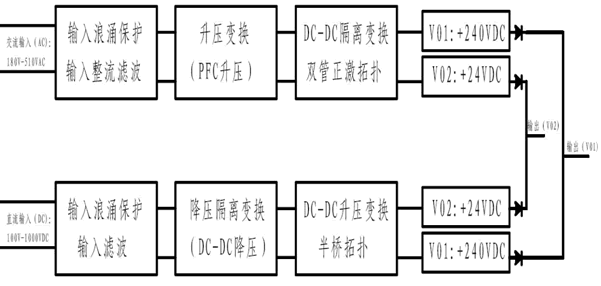 交流输入(AC):
180V-510VAC
输入浪涌保护
输入整流滤波
升压变换
(PFC升压)
DC-DC隔离变换
双管正激拓扑
V01:+240VDC
V02:+24VDC
输出(V02)
输出(V01)
直流输入(DC):
100V-1000VDC
输入浪涌保护
输入滤波
降压隔离变换
(DC-DC降压)
DC-DC升压变换
半桥拓扑
V02:+24VDC
V01:+240VDC